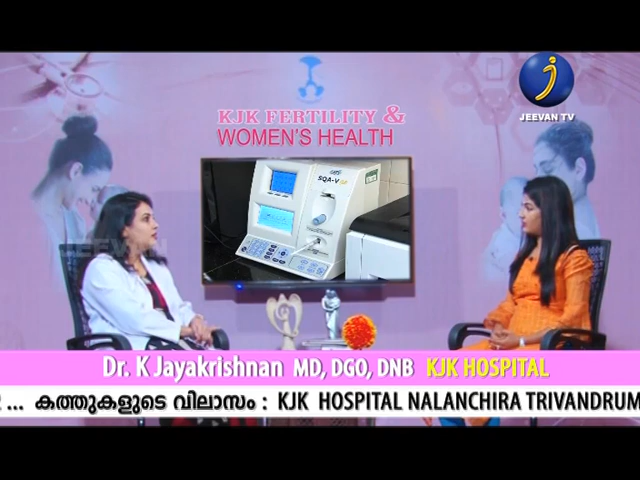 JEEVAN TV
KJK FERTILITY &
WOMEN'S HEALTH
SQA-V
JEEVAN
Dr. K Jayakrishnan MD, DGO, DNB KJK HOSPITAL
... കത്തുകളുടെ വിലാസം : KJK HOSPITAL NALANCHIRA TRIVANDRUM